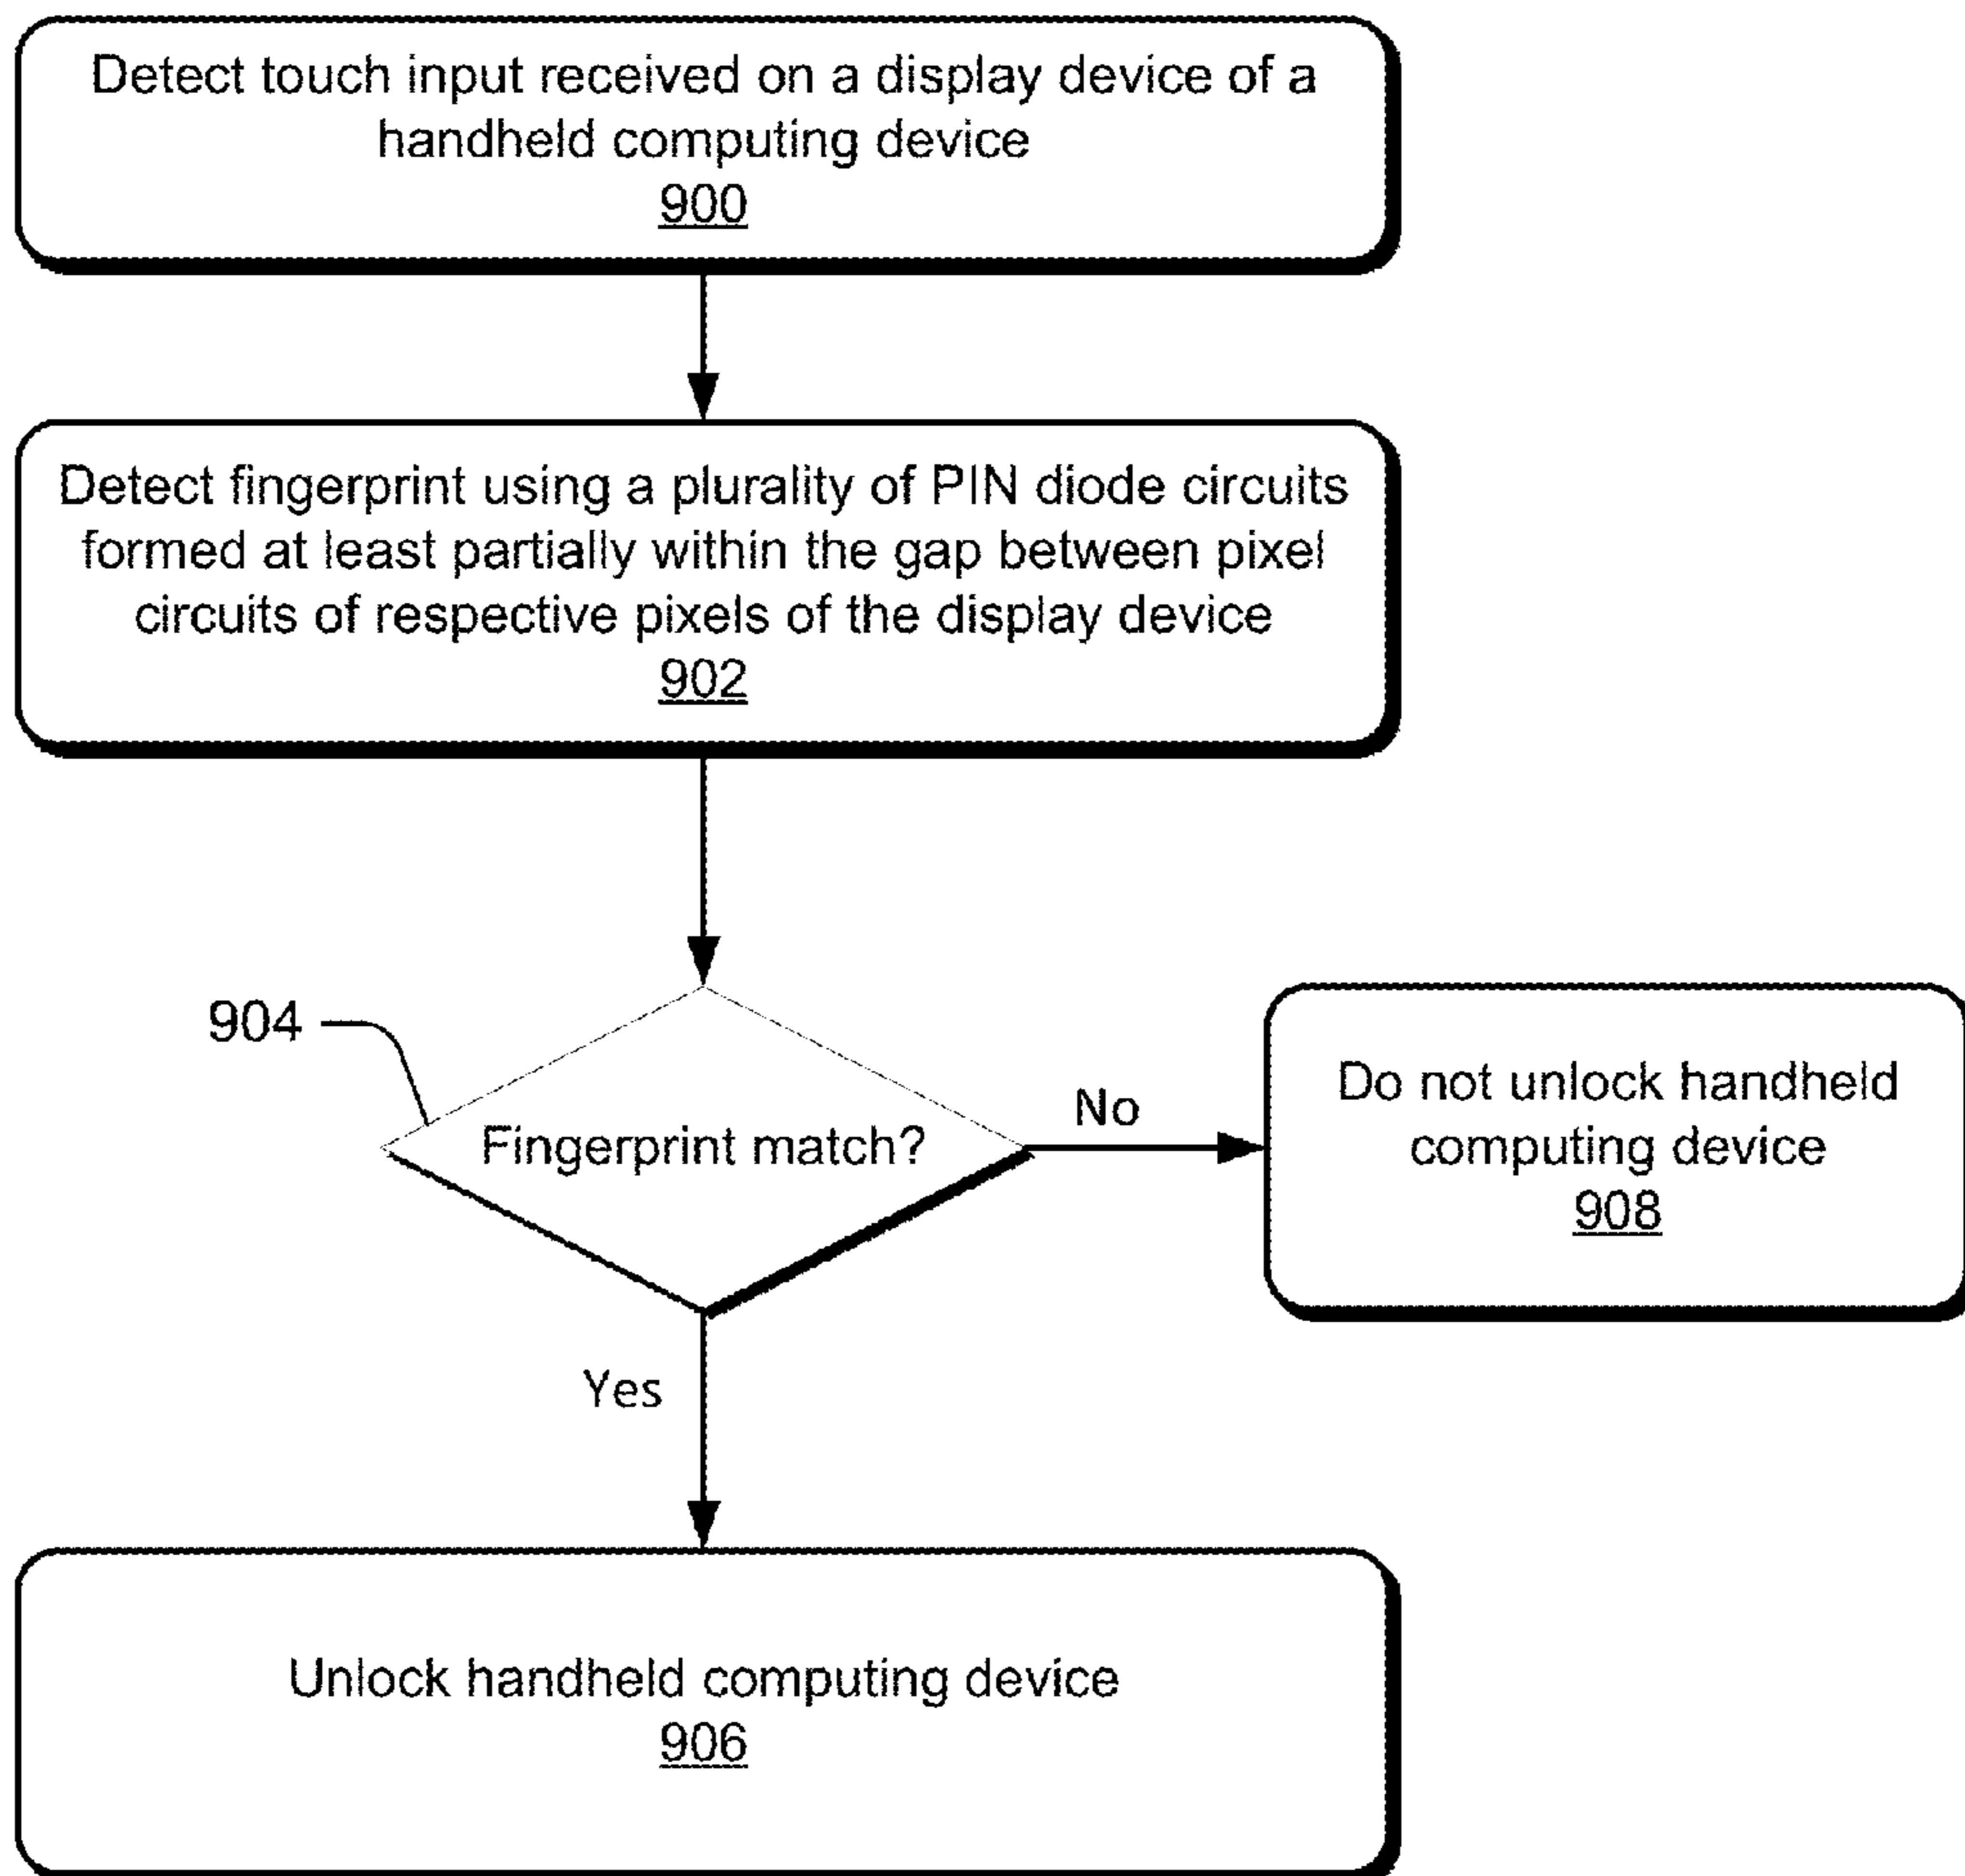 Detect touch input received on a display device of a
handheld computing device
900
Detect fingerprint using a plurality of PIN diode circuits
formed at least partially within the gap between pixel
circuits of respective pixels of the display device
902
904
Fingerprint match?
No
Do not unlock handheld
computing device
908
Yes
Unlock handheld computing device
906